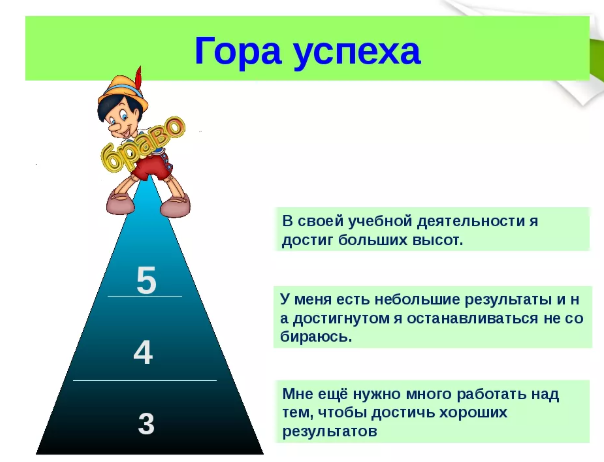 Гора успеха
браво
5
4
3
В своей учебной деятельности я
достиг больших высот.
У меня есть небольшие результаты и н
а достигнутом я останавливаться не со
бираюсь.
Мне ещё нужно много работать над
тем, чтобы достичь хороших
результатов